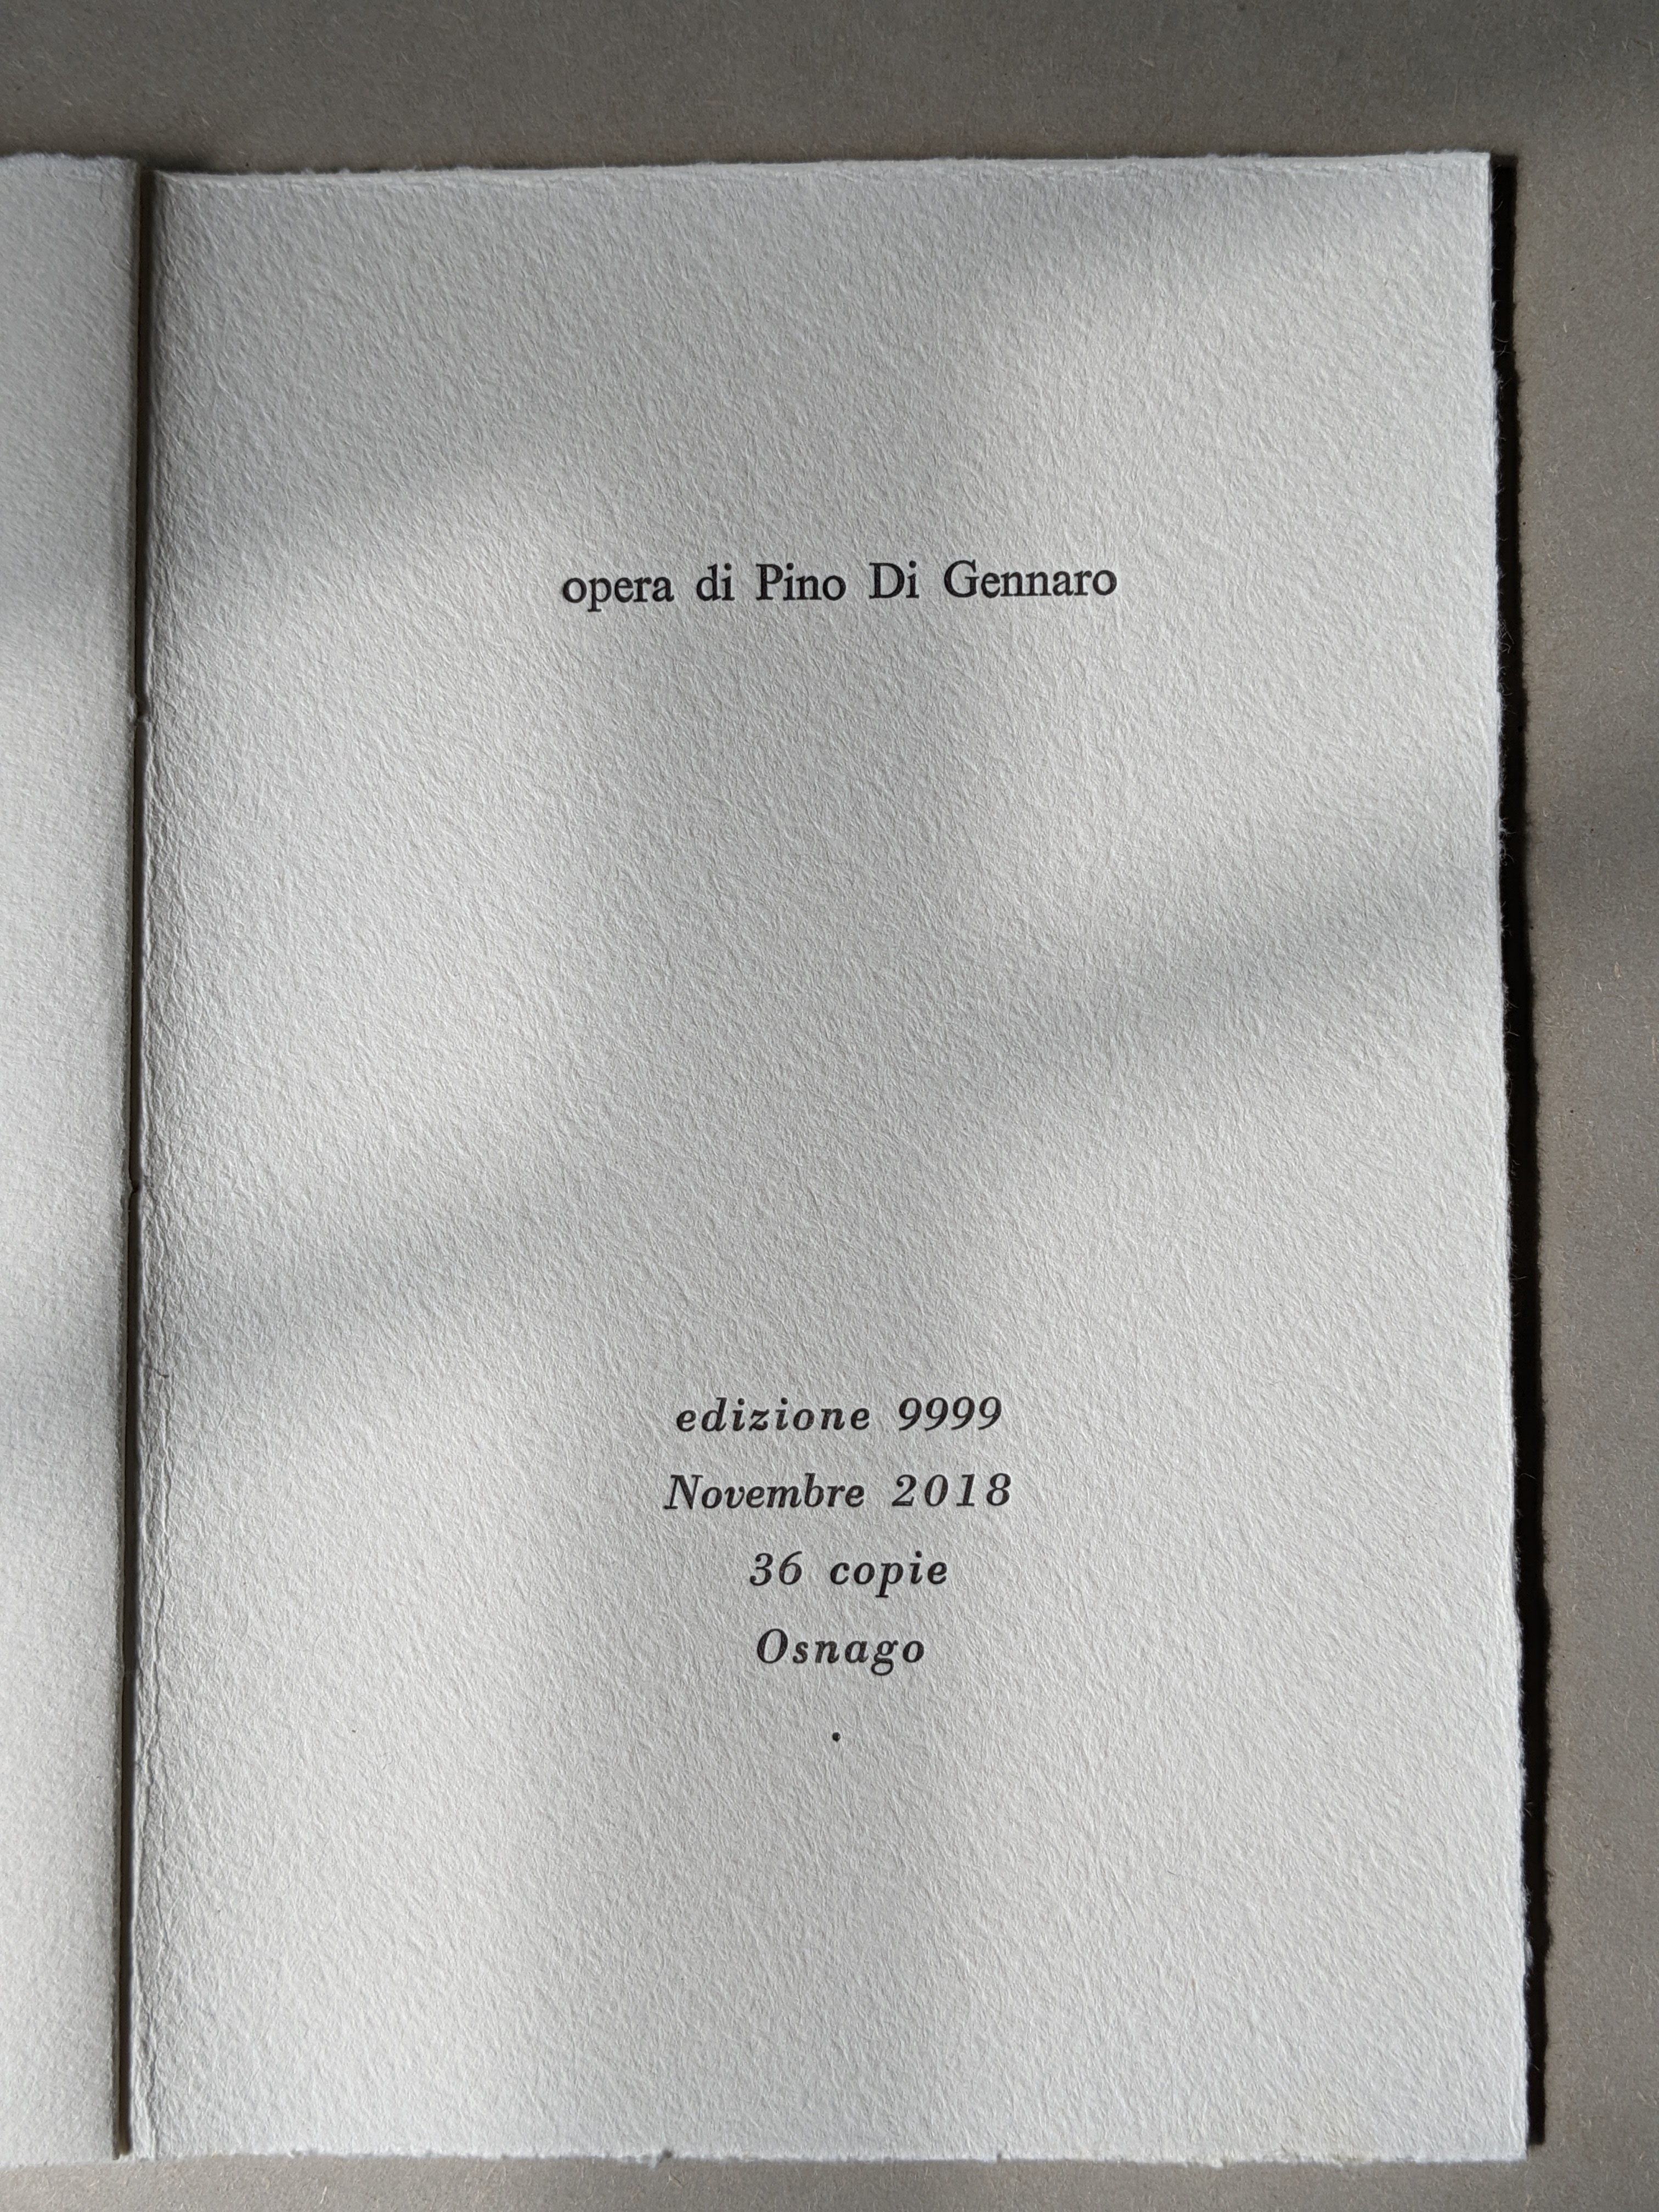 opera di Pino Di Gennaro
edizione 9999
Novembre 2018
36 copie
Osnago
.